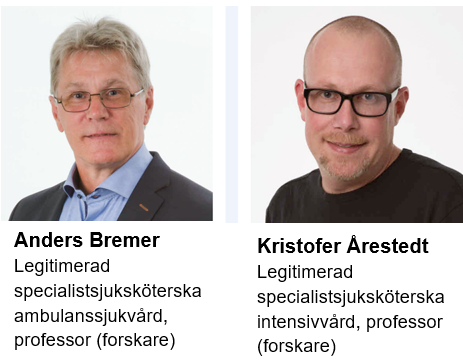 Anders Bremer
Legitimerad
specialistsjuksköterska
ambulanssjukvård,
professor (forskare)
Kristofer Årestedt
Legitimerad
specialistsjuksköterska
intensivvård, professor
(forskare)